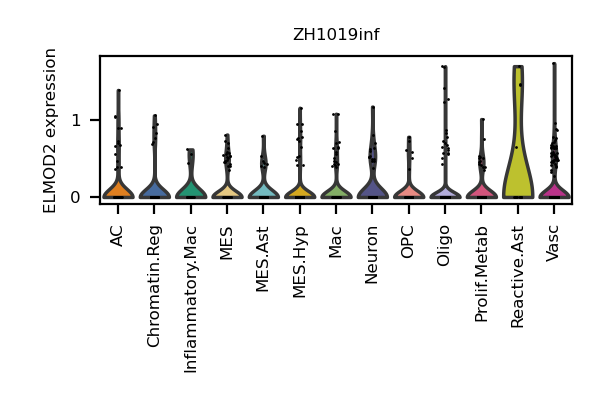 ZH1019inf
ELMOD2 expression
1
0
AC
Chromatin.Reg
Inflammatory.Mac
MES
MES.Ast
MES.Hyp
Mac
Neuron
OPC
Oligo
Prolif.Metab
Reactive.Ast
Vasc